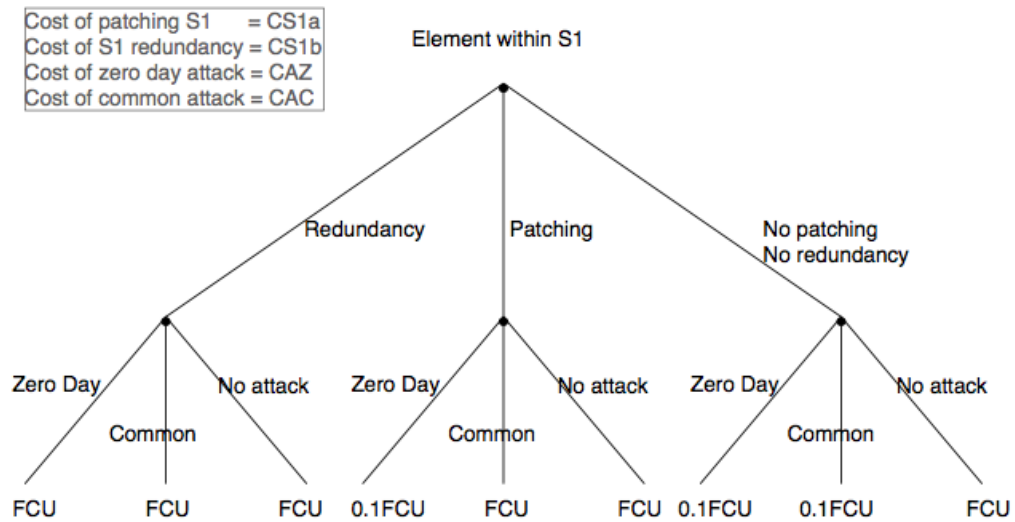 Cost of patching S1 = CS1a
Cost of S1 redundancy = CS1b
Cost of zero day attack = CAZ
Cost of common attack = CAC
Element within S1
Redundancy
Patching
No patching
No redundancy
Zero Day
No attack
Common
Zero Day
No attack
Common
Zero Day
No attack
Common
FCU
FCU
FCU
0.1FCU
FCU
FCU
0.1FCU
0.1FCU
FCU